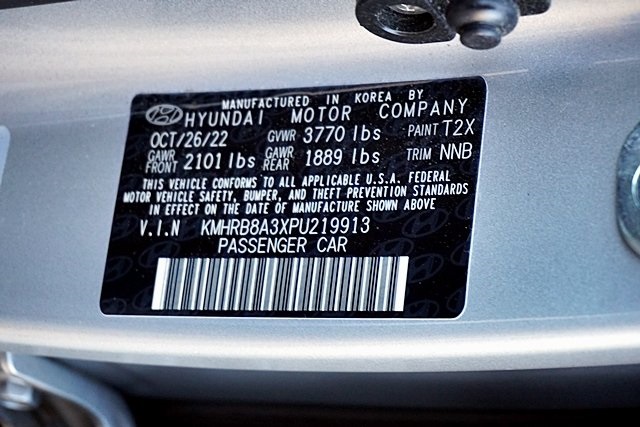 MANUFACTURED IN KOREA BY
HYUNDAI MOTOR COMPANY
OCT/26/22 GVWR 3770 lbs PAINT T2X
GAWR FRONT 2101 lbs GAWR REAR 1889 lbs TRIM NNB
THIS VEHICLE CONFORMS TO ALL APPLICABLE U.S.A. FEDERAL
MOTOR VEHICLE SAFETY, BUMPER, AND THEFT PREVENTION STANDARDS
IN EFFECT ON THE DATE OF MANUFACTURE SHOWN ABOVE
V.I.N KMHRB8A3XPU219913
PASSENGER CAR